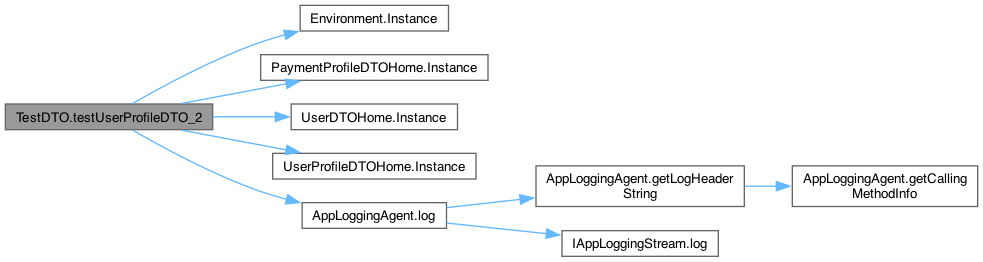 Environment.Instance
PaymentProfileDTOHome.Instance
TestDTO.testUserProfileDTO_2
UserDTOHome.Instance
UserProfileDTOHome.Instance
AppLoggingAgent.getLogHeader
String
AppLoggingAgent.getCalling
MethodInfo
AppLoggingAgent.log
IAppLoggingStream.log